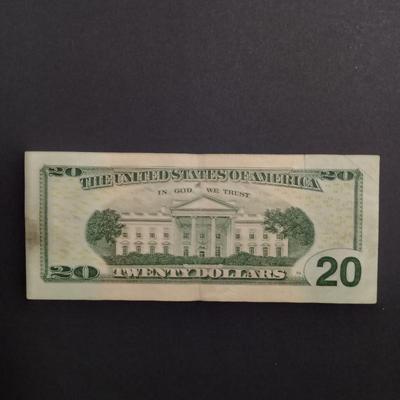 20 THE UNITED STATES OF AMERICA 20
IN GOD WE TRUST
20 TWENTY DOLLARS 20